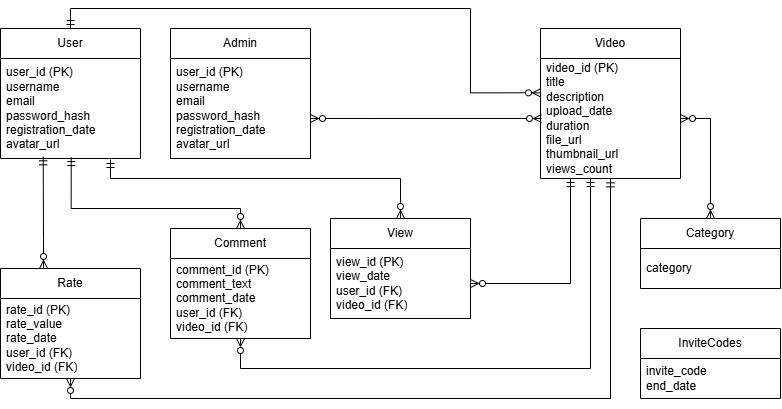 User
user_id (PK)
username
email
password_hash
registration_date
avatar_url
Admin
user_id (PK)
username
email
password_hash
registration_date
avatar_url
Video
video_id (PK)
title
description
upload_date
duration
file_url
thumbnail_url
views_count
Rate
rate_id (PK)
rate_value
rate_date
user_id (FK)
video_id (FK)
Comment
comment_id (PK)
comment_text
comment_date
user_id (FK)
video_id (FK)
View
view_id (PK)
view_date
user_id (FK)
video_id (FK)
Category
category
InviteCodes
invite_code
end_date